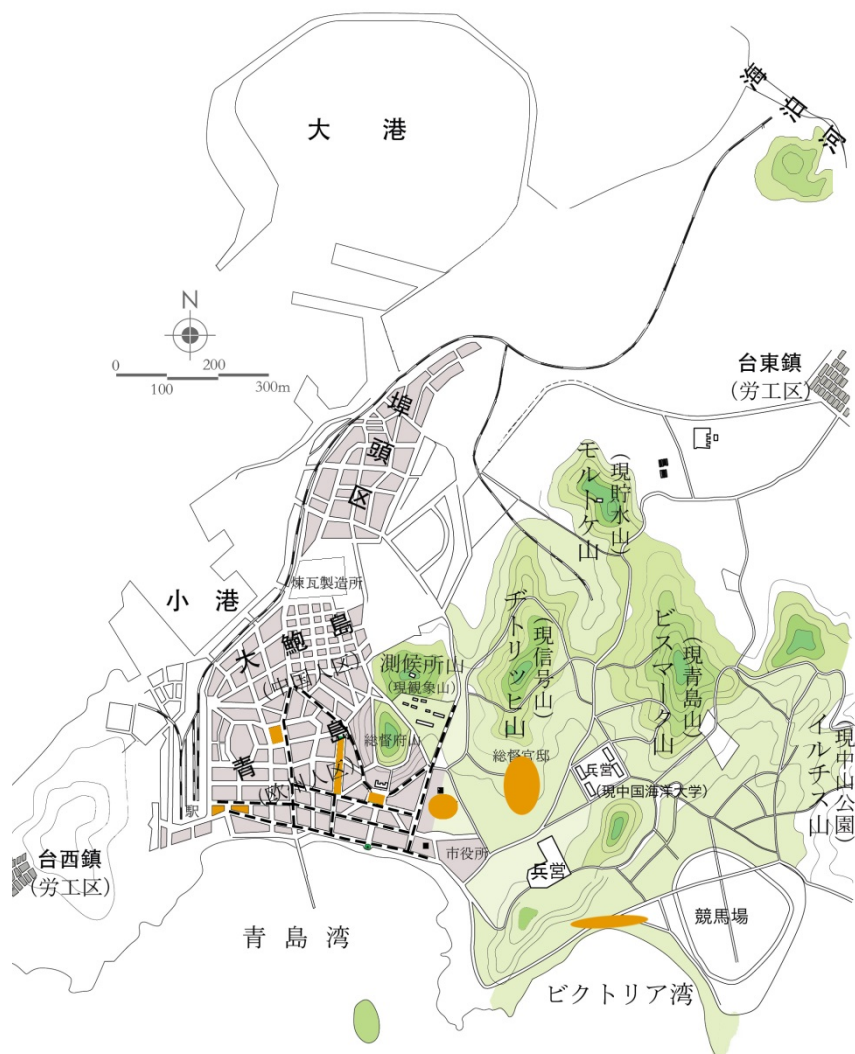 海泊河
大　港
N
0　200
100　300m
台東鎮
（労工区）
埠頭区
モルトケ山
（現貯水山）
煉瓦製造所
小　港
大鮑島
（中国人区）
測候所山
（現観象山）
ヂトリッヒ山
（現信号山）
ビスマーク山
（現青島山）
イルチス山
（現中山公園）
青島
（欧州人区）
総督府山
総督官邸
兵営
（現中国海洋大学）
駅
市役所
兵営
台西鎮
（労工区）
競馬場
青島湾
ビクトリア湾